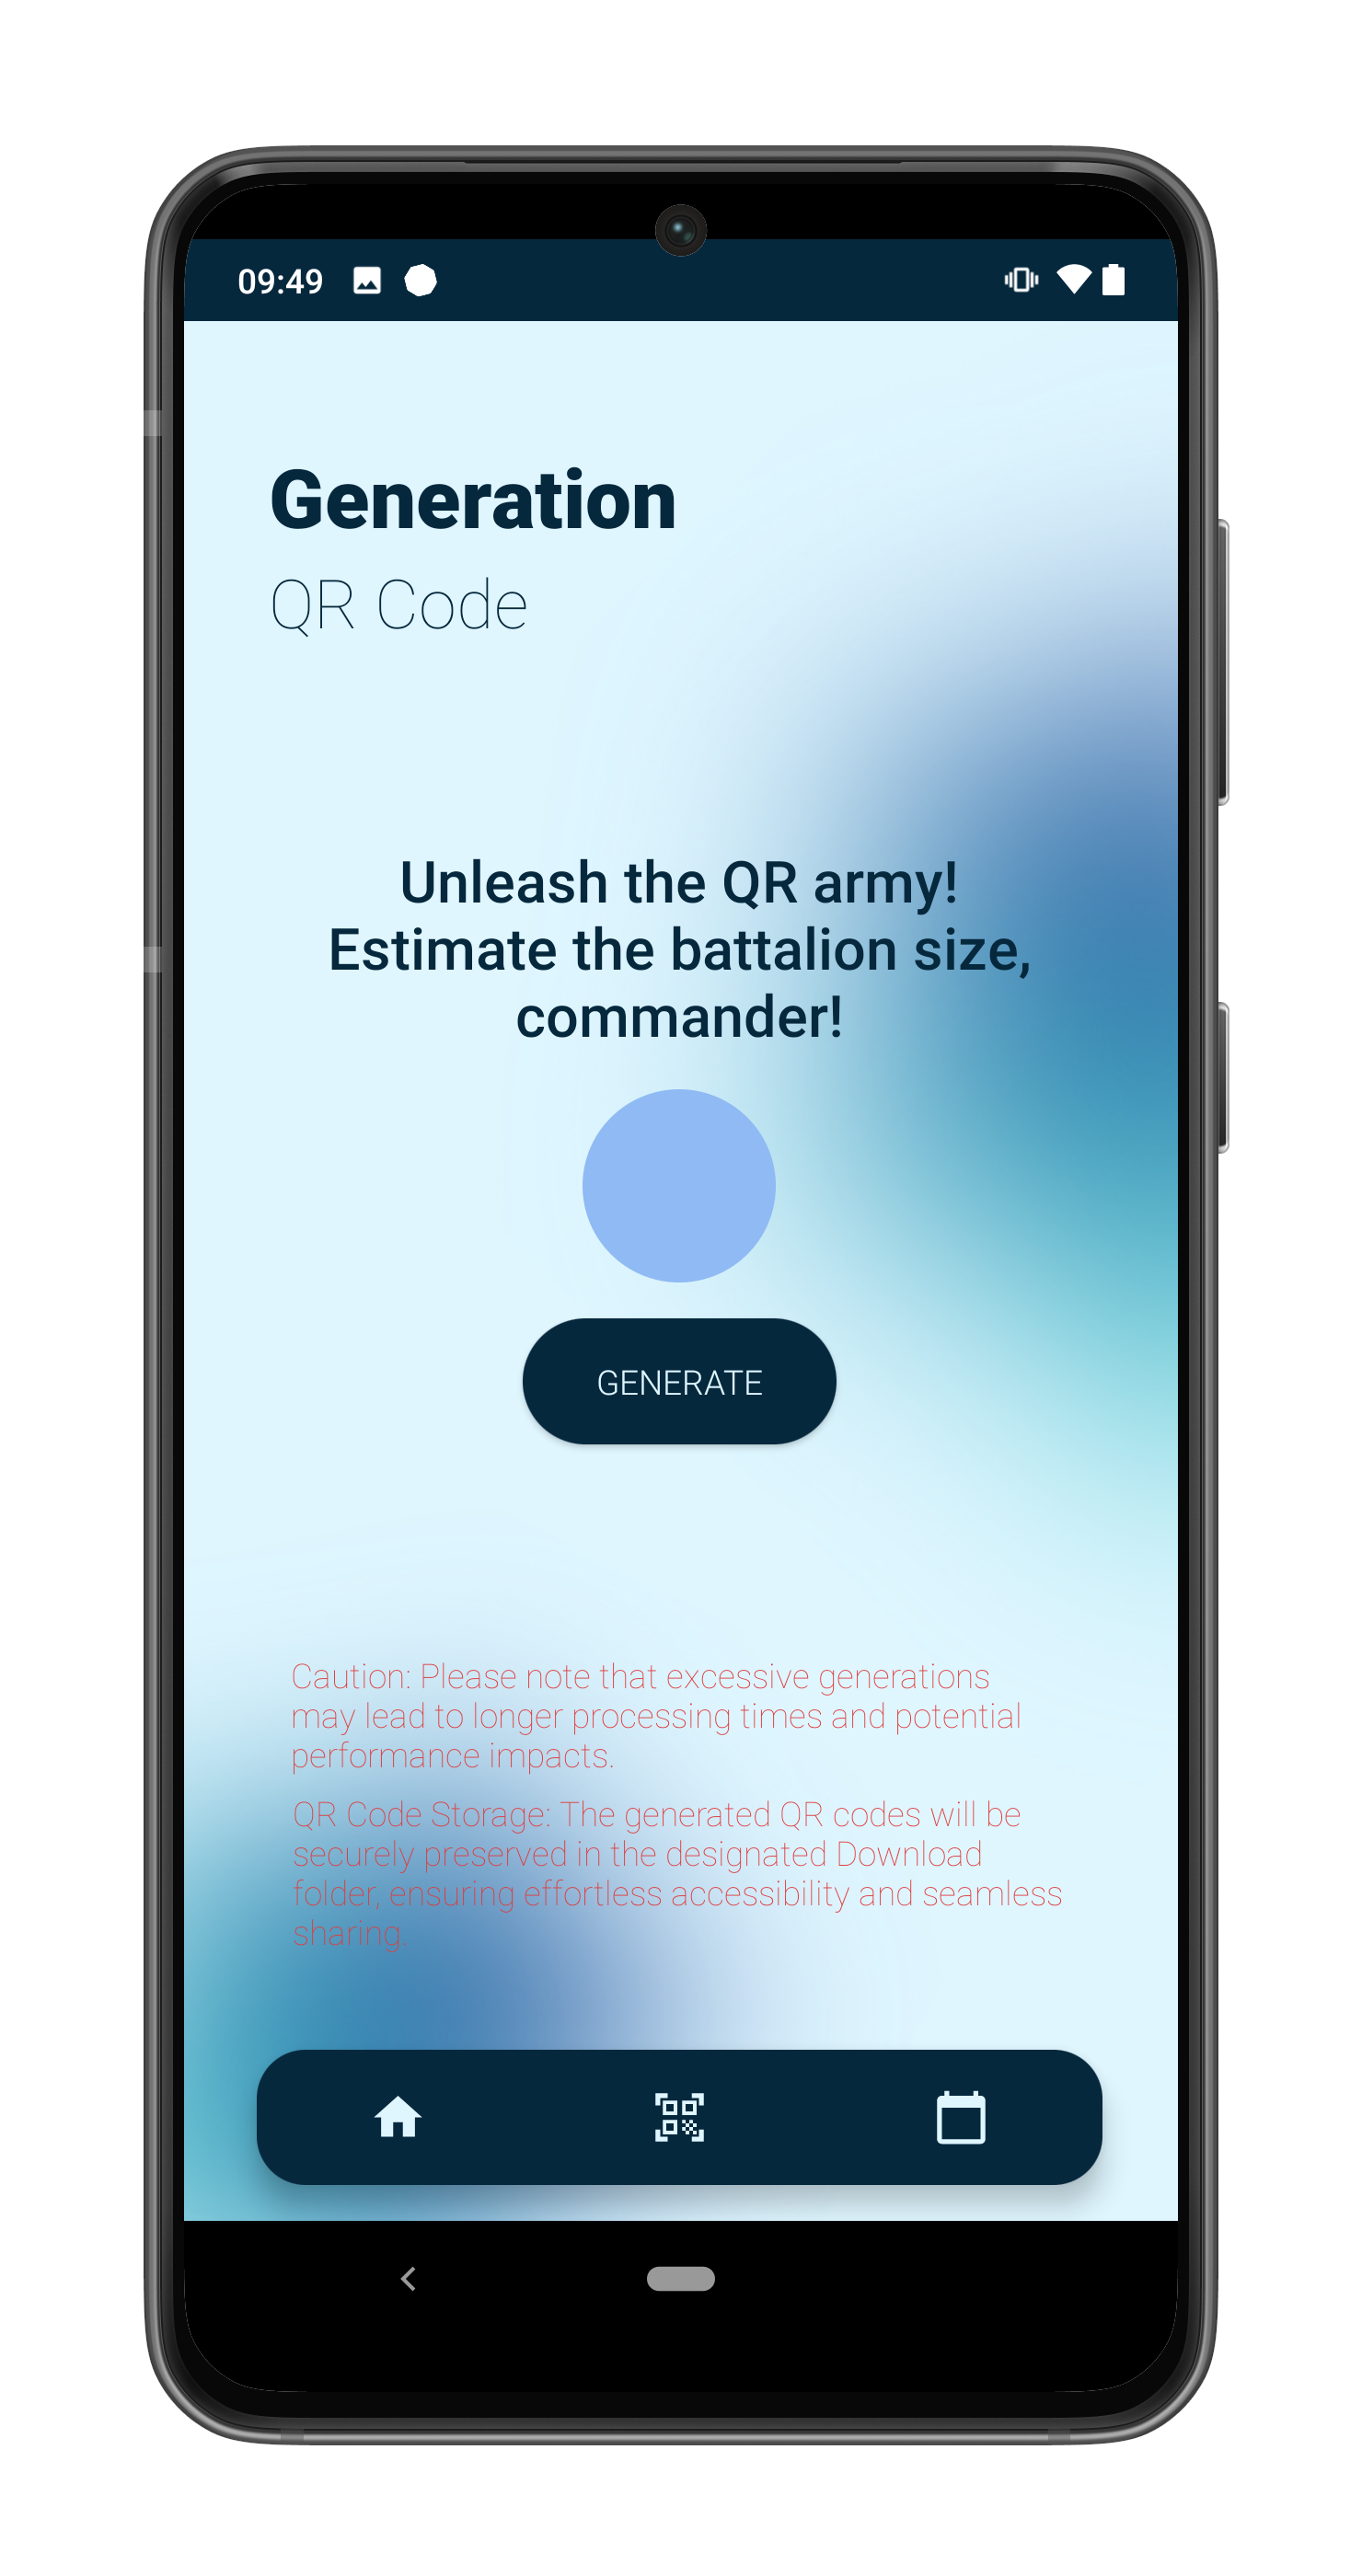 09:49
Generation
QR Code
Unleash the QR army!
Estimate the battalion size,
commander!
GENERATE
Caution: Please note that excessive generations
may lead to longer processing times and potential
performance impacts.
QR Code Storage: The generated QR codes will be
securely preserved in the designated Download
folder, ensuring effortless accessibility and seamless
sharing.